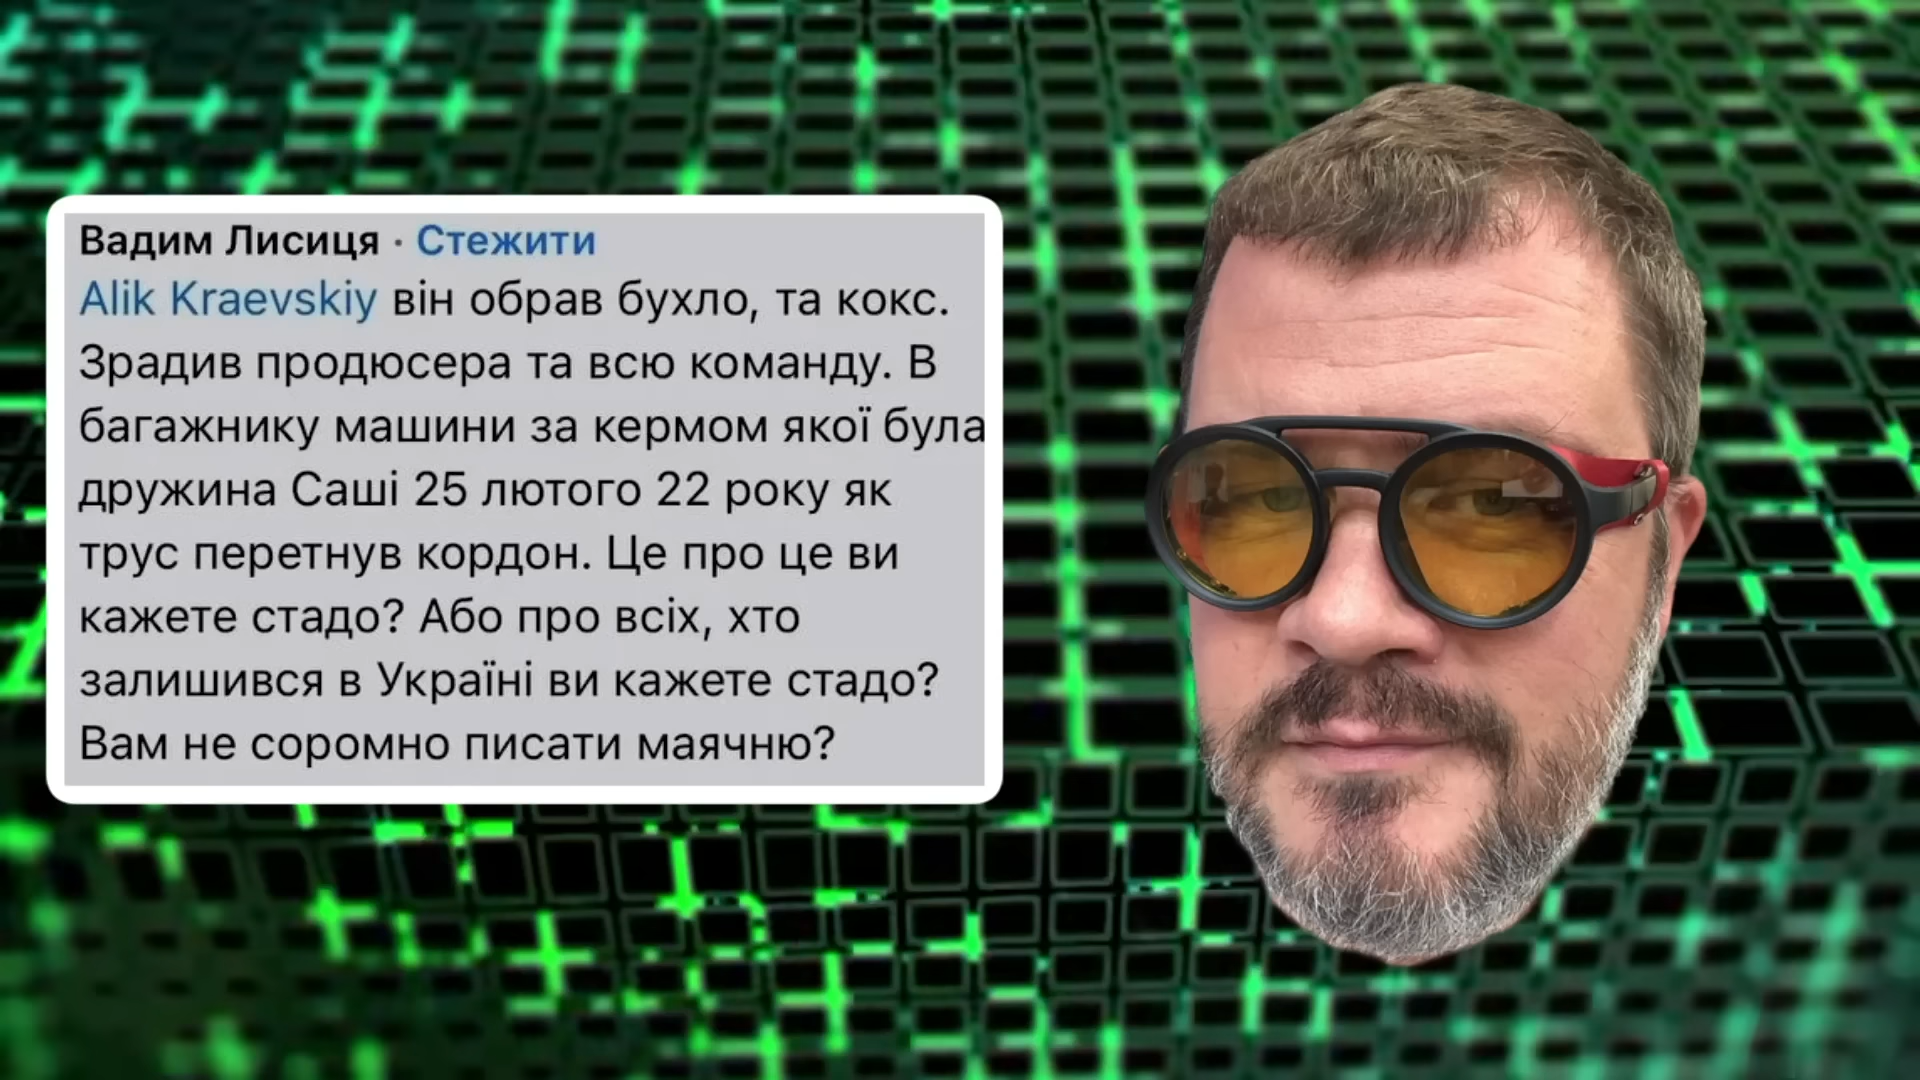 Вадим Лисиця · Стежити
Alik Kraevskiy він обрав бухло, та кокс.
Зрадив продюсера та всю команду. В
багажнику машини за кермом якої була
дружина Саші 25 лютого 22 року як
трус перетнув кордон. Це про це ви
кажете стадо? Або про всіх, хто
залишився в Україні ви кажете стадо?
Вам не соромно писати маячню?